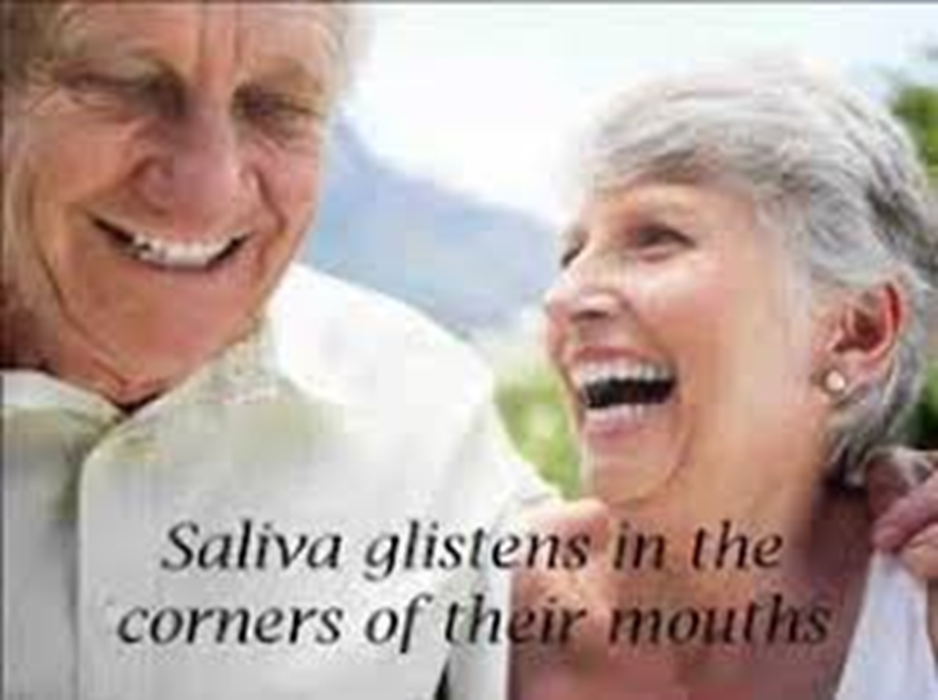 Saliva glistens in the
corners of their mouths